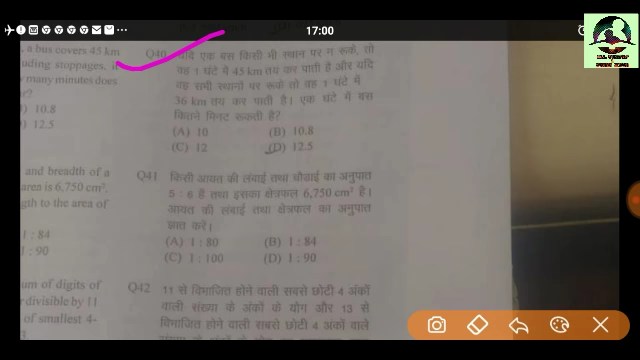 17:00
a bus covers 45 km
uding stoppages, it
many minutes does
10.8
12.5
Q40 यदि एक बस किसी भी स्थान पर न रूके, तो
वह 1 घंटे में 45 km तय कर पाती है और यदि
वह सभी स्थानों पर रूके तो वह 1 घंटे में
36 km तय कर पाती है। एक घंटे में बस
कितने मिनट रूकती है?
(A) 10 (B) 10.8
(C) 12 (D) 12.5
and breadth of a
area is 6,750 cm².
gth to the area of
1 : 84
1 : 90
Q41 किसी आयत की लंबाई तथा चौडाई का अनुपात
5 : 6 है तथा इसका क्षेत्रफल 6,750 cm² है।
आयत की लंबाई तथा क्षेत्रफल का अनुपात
ज्ञात करें।
(A) 1 : 80 (B) 1 : 84
(C) 1 : 100 (D) 1 : 90
um of digits of
divisible by 11
of smallest 4-
Q42 11 से विभाजित होने वाली सबसे छोटी 4 अंकों
वाली संख्या के अंकों के योग और 13 से
विभाजित होने वाली सबसे छोटी 4 अंकों वाले